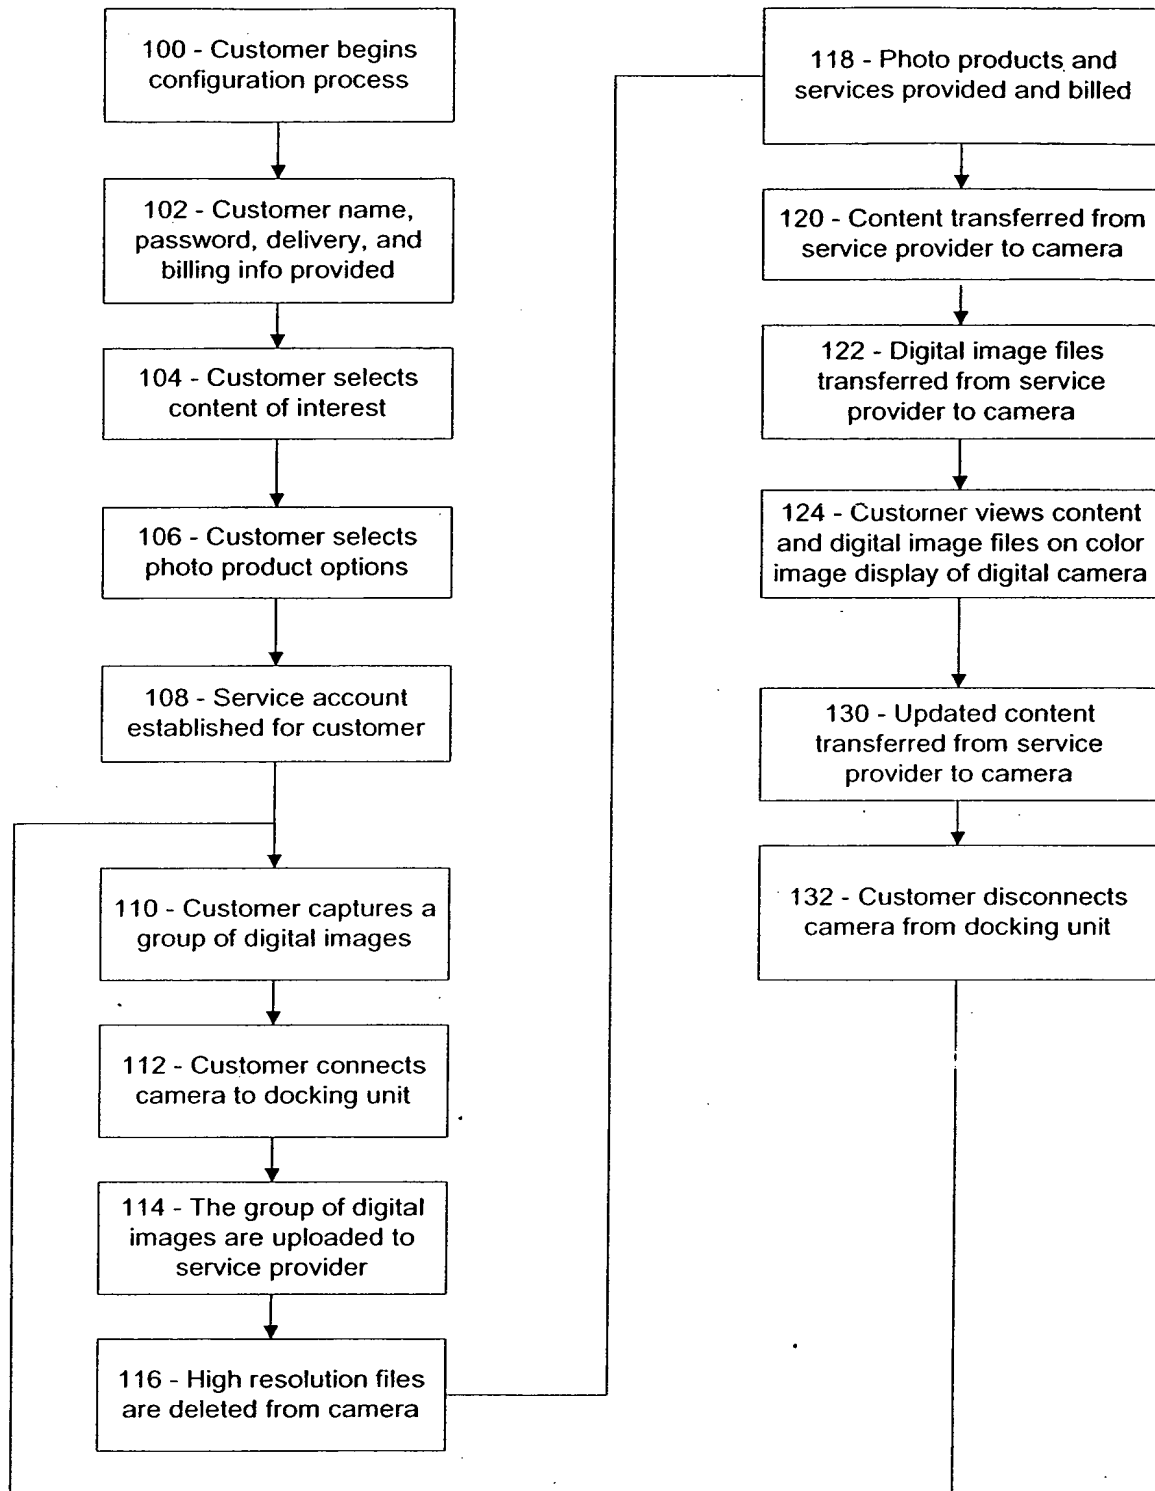 100 - Customer begins
configuration process
102 - Customer name,
password, delivery, and
billing info provided
104 - Customer selects
content of interest
106 - Customer selects
photo product options
108 - Service account
established for customer
110 - Customer captures a
group of digital images
112 - Customer connects
camera to docking unit
114 - The group of digital
images are uploaded to
service provider
116 - High resolution files
are deleted from camera
118 - Photo products and
services provided and billed
120 - Content transferred from
service provider to camera
122 - Digital image files
transferred from service
provider to camera
124 - Customer views content
and digital image files on color
image display of digital camera
130 - Updated content
transferred from service
provider to camera
132 - Customer disconnects
camera from docking unit